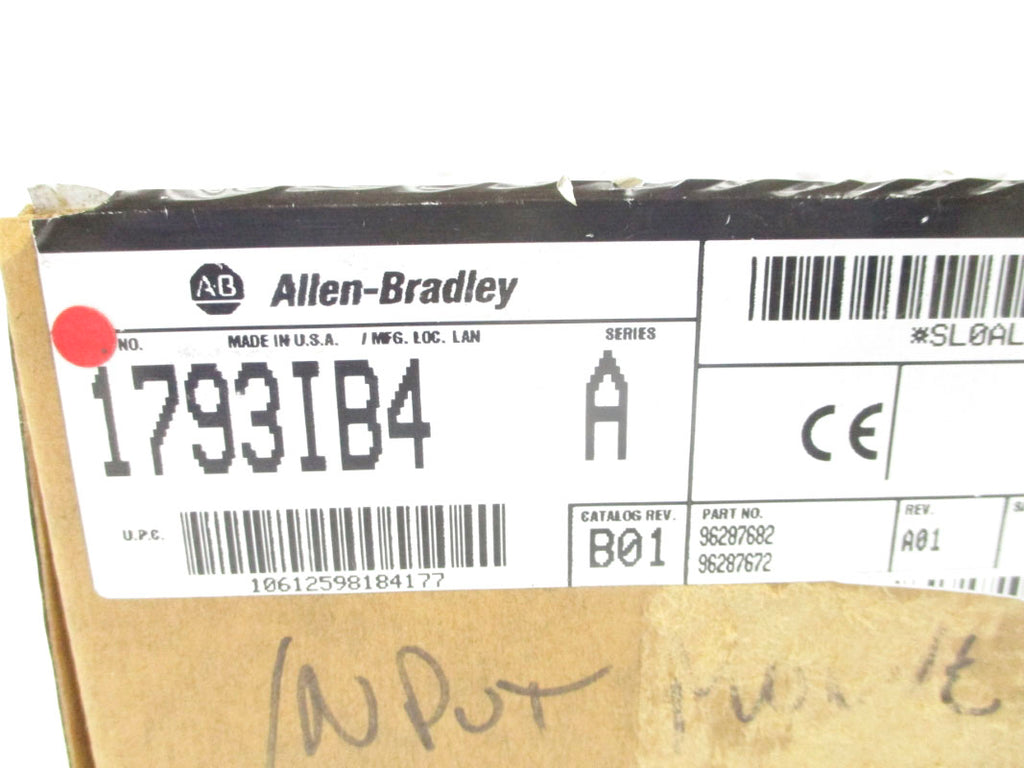 AB Allen-Bradley
NO. MADE IN U.S.A. / MFG. LOC. LAN SERIES
1793IB4 A
U.P.C.
10612598184177
CATALOG REV.
B01
*SL0AL
CE
PART NO.
96287682
96287672
REV.
A01
INPUT